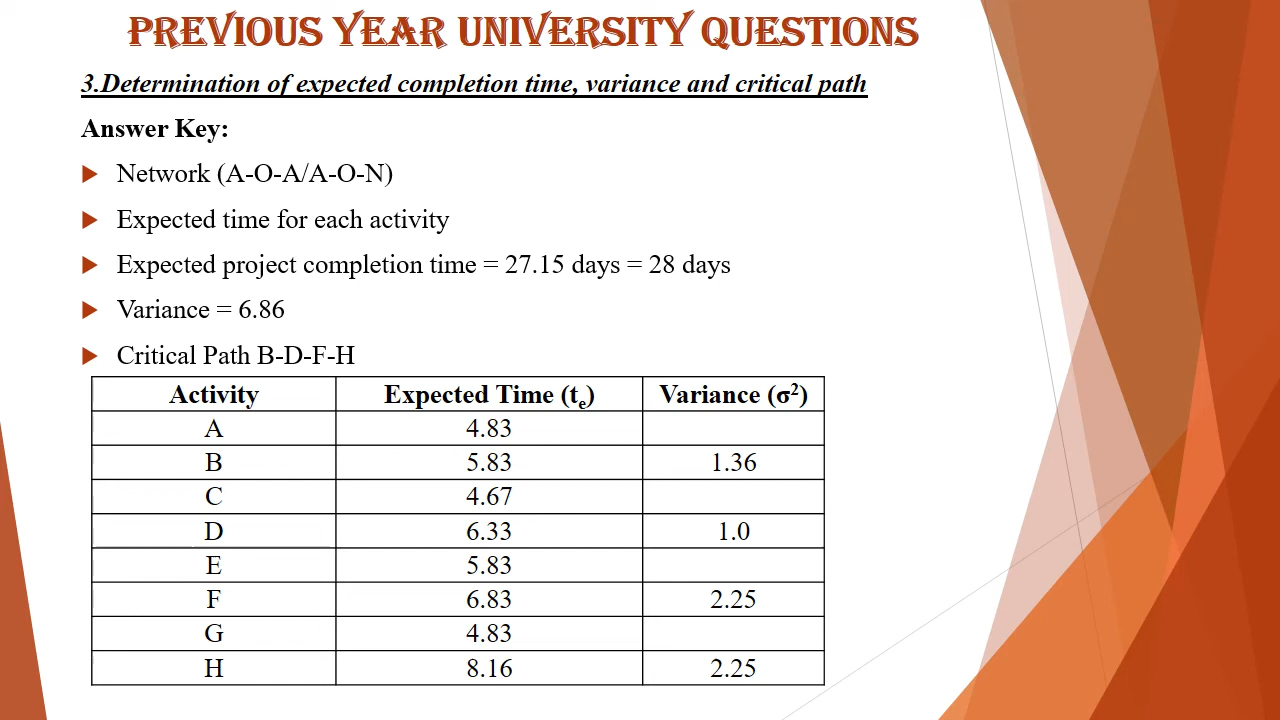 PREVIOUS YEAR UNIVERSITY QUESTIONS
3.Determination of expected completion time, variance and critical path
Answer Key:
Network (A-O-A/A-O-N)
Expected time for each activity
Expected project completion time = 27.15 days = 28 days
Variance = 6.86
Critical Path B-D-F-H
Activity Expected Time (te) Variance (σ²)
A 4.83
B 5.83 1.36
C 4.67
D 6.33 1.0
E 5.83
F 6.83 2.25
G 4.83
H 8.16 2.25